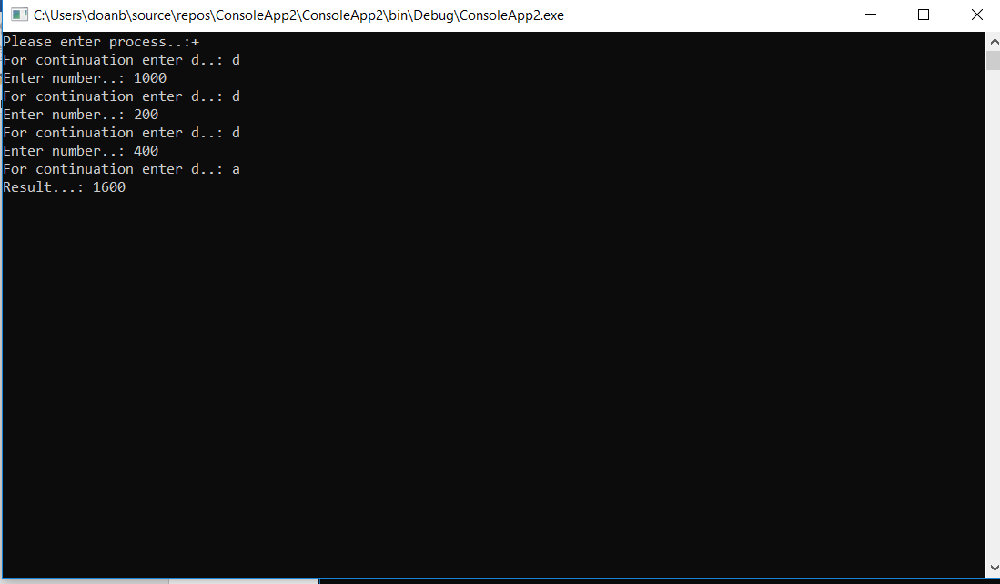 C:\Users\doanb\source\repos\ConsoleApp2\ConsoleApp2\bin\Debug\ConsoleApp2.exe
Please enter process..:+
For continuation enter d..: d
Enter number..: 1000
For continuation enter d..: d
Enter number..: 200
For continuation enter d..: d
Enter number..: 400
For continuation enter d..: a
Result...: 1600